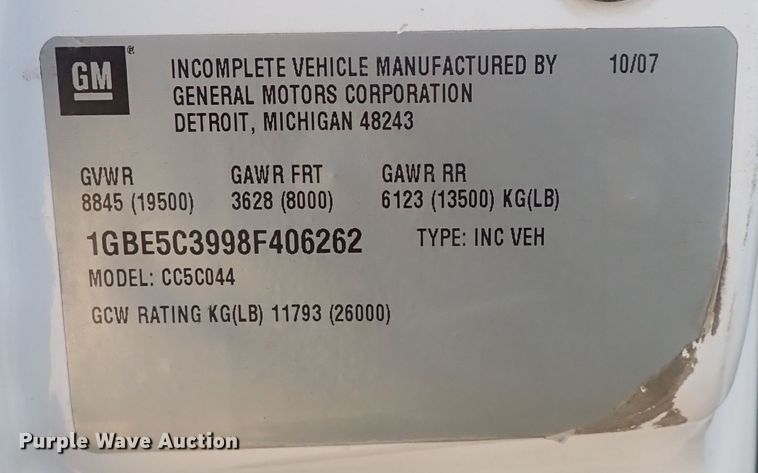 GM®
INCOMPLETE VEHICLE MANUFACTURED BY 10/07
GENERAL MOTORS CORPORATION
DETROIT, MICHIGAN 48243
GVWR GAWR FRT GAWR RR
8845 (19500) 3628 (8000) 6123 (13500) KG(LB)
1GBE5C3998F406262 TYPE: INC VEH
MODEL: CC5C044
GCW RATING KG(LB) 11793 (26000)
Purple Wave Auction